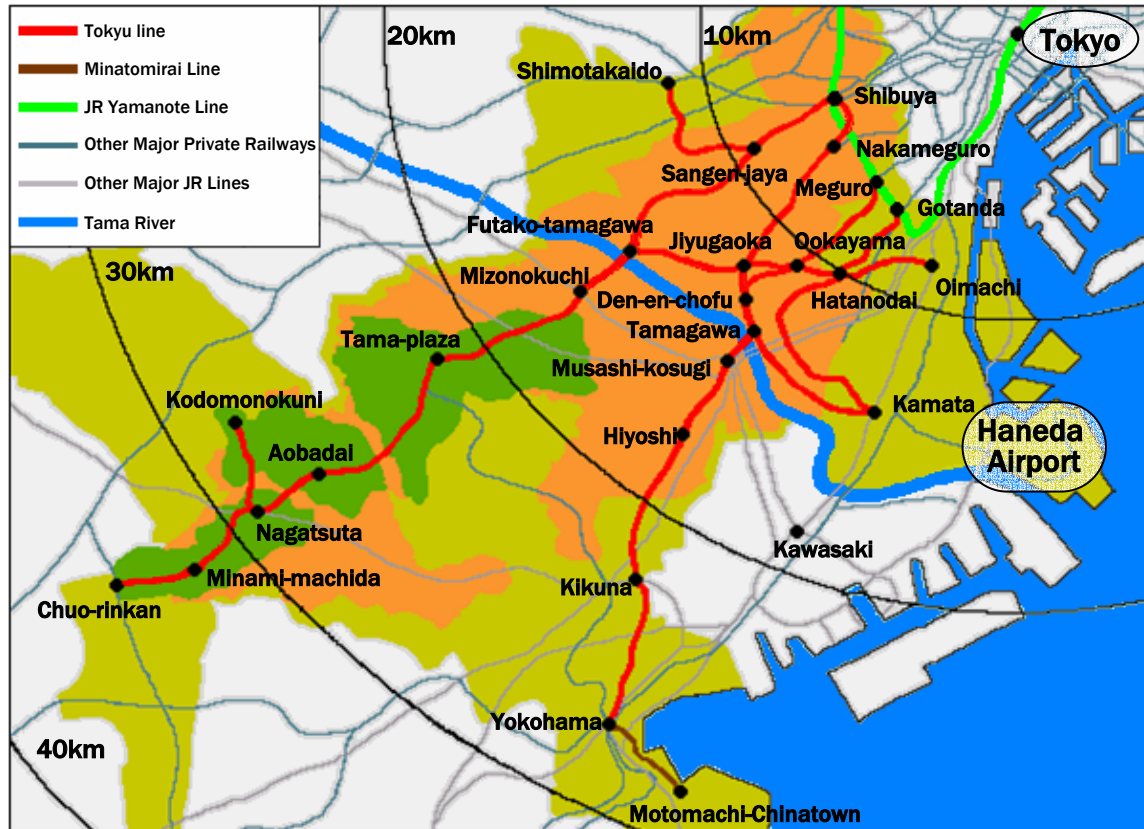 Tokyu line
Minatomirai Line
JR Yamanote Line
Other Major Private Railways
Other Major JR Lines
Tama River
20km
10km
Tokyo
Shimotakaido
Shibuya
Nakameguro
Sangen-jaya
Meguro
Gotanda
Futako-tamagawa
Jiyugaoka
Ookayama
30km
Mizonokuchi
Den-en-chofu
Hatanodai
Oimachi
Tamagawa
Tama-plaza
Musashi-kosugi
Kodomonokuni
Kamata
Hiyoshi
Haneda
Airport
Aobadai
Nagatsuta
Kawasaki
Minami-machida
Kikuna
Chuo-rinkan
Yokohama
40km
Motomachi-Chinatown